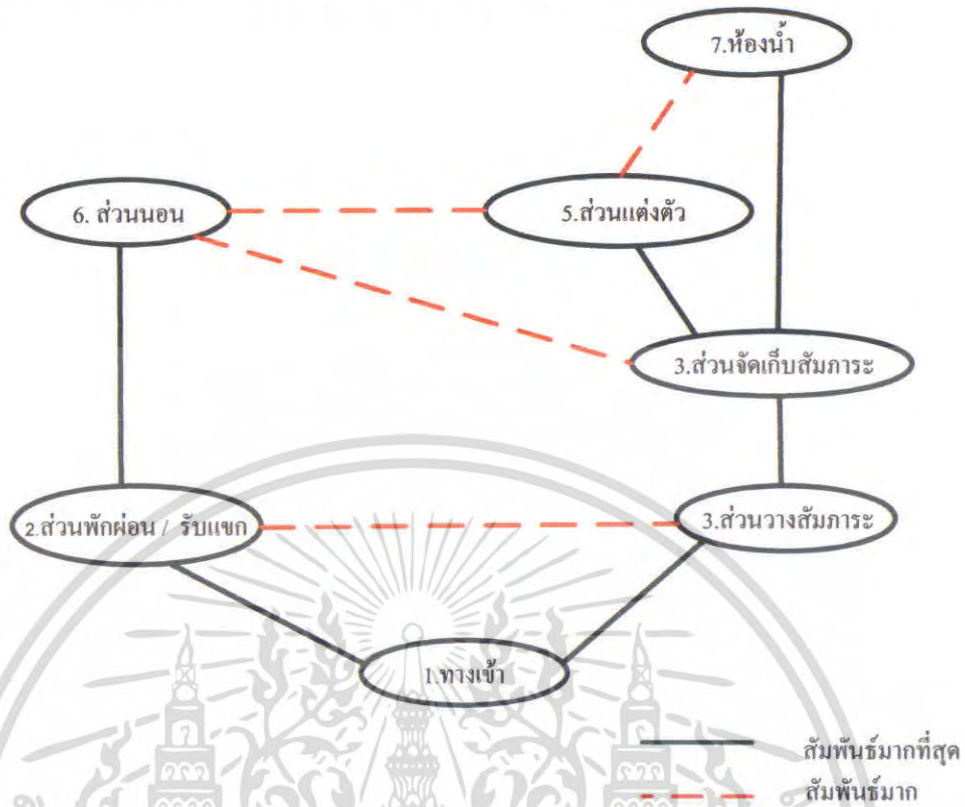 7.ห้องน้ำ
6. ส่วนนอน
5.ส่วนแต่งตัว
3.ส่วนจัดเก็บสัมภาระ
2.ส่วนพักผ่อน / รับแขก
3.ส่วนวางสัมภาระ
1.ทางเข้า
สัมพันธ์มากที่สุด
สัมพันธ์มาก